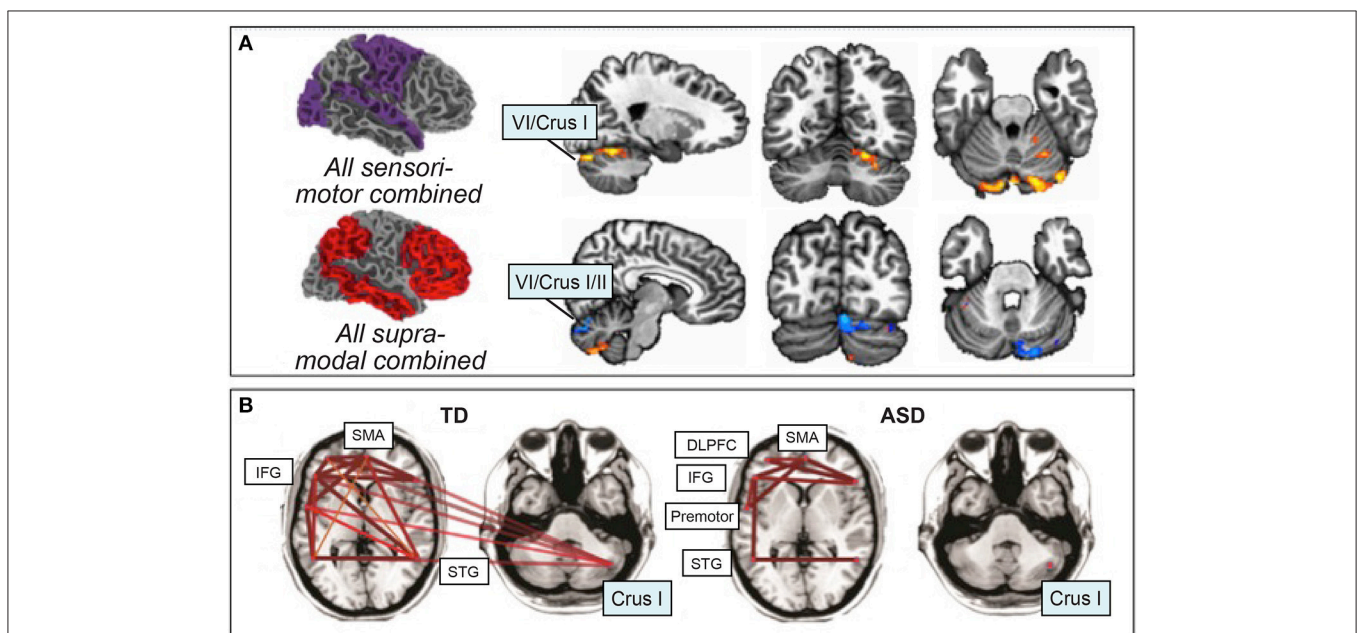 A
VI/Crus I
All sensori-
motor combined
VI/Crus I/II
All supra-
modal combined
B
TD
SMA
IFG
STG
Crus I
ASD
DLPFC
SMA
IFG
Premotor
STG
Crus I